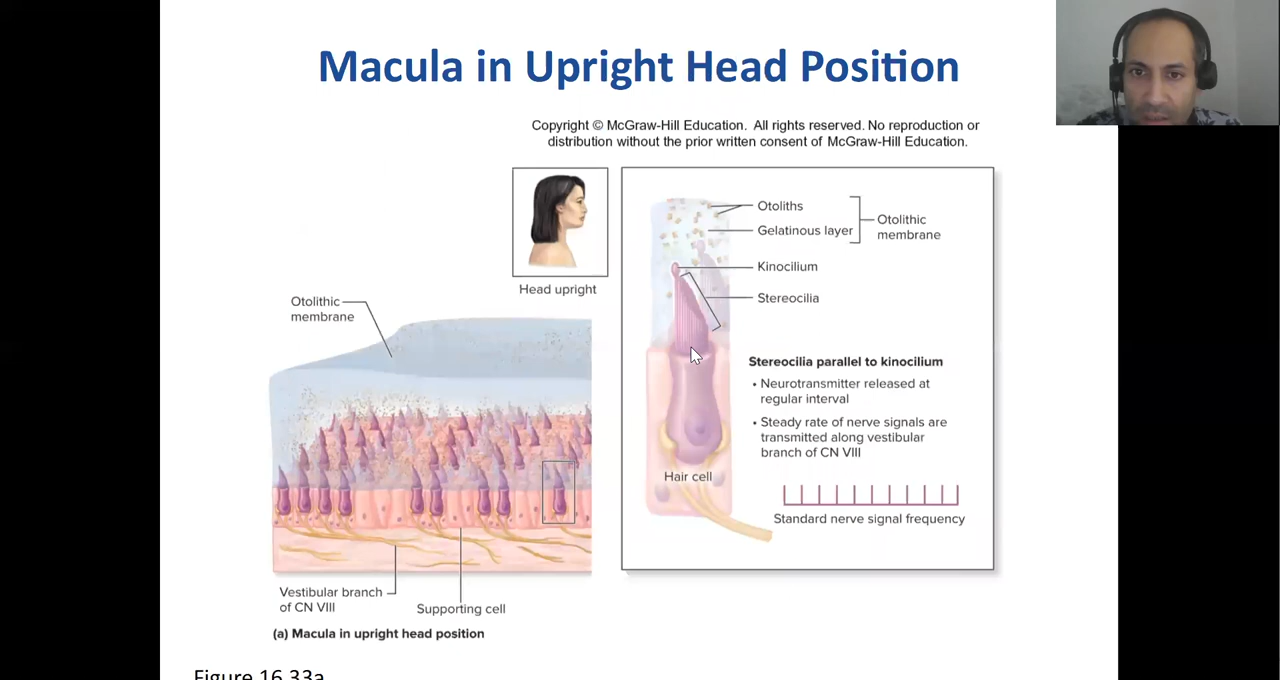 Macula in Upright Head Position
Copyright © McGraw-Hill Education. All rights reserved. No reproduction or
distribution without the prior written consent of McGraw-Hill Education.
Head upright
Otolithic
membrane
Vestibular branch
of CN VIII
Supporting cell
(a) Macula in upright head position
Otoliths
Gelatinous layer
Otolithic
membrane
Kinocilium
Stereocilia
Stereocilia parallel to kinocilium
• Neurotransmitter released at
regular interval
• Steady rate of nerve signals are
transmitted along vestibular
branch of CN VIII
Hair cell
Standard nerve signal frequency
Figure 16.33a